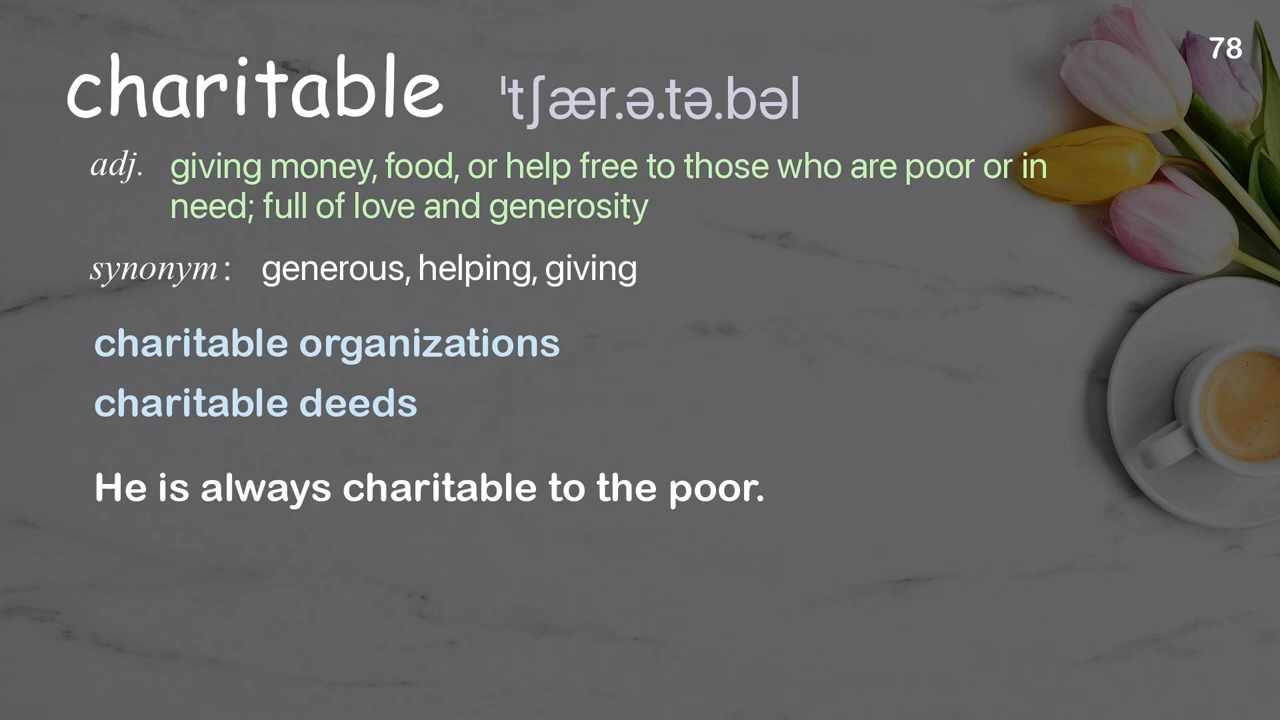 78
charitable ˈtʃær.ə.tə.bəl
adj. giving money, food, or help free to those who are poor or in
need; full of love and generosity
synonym : generous, helping, giving
charitable organizations
charitable deeds
He is always charitable to the poor.